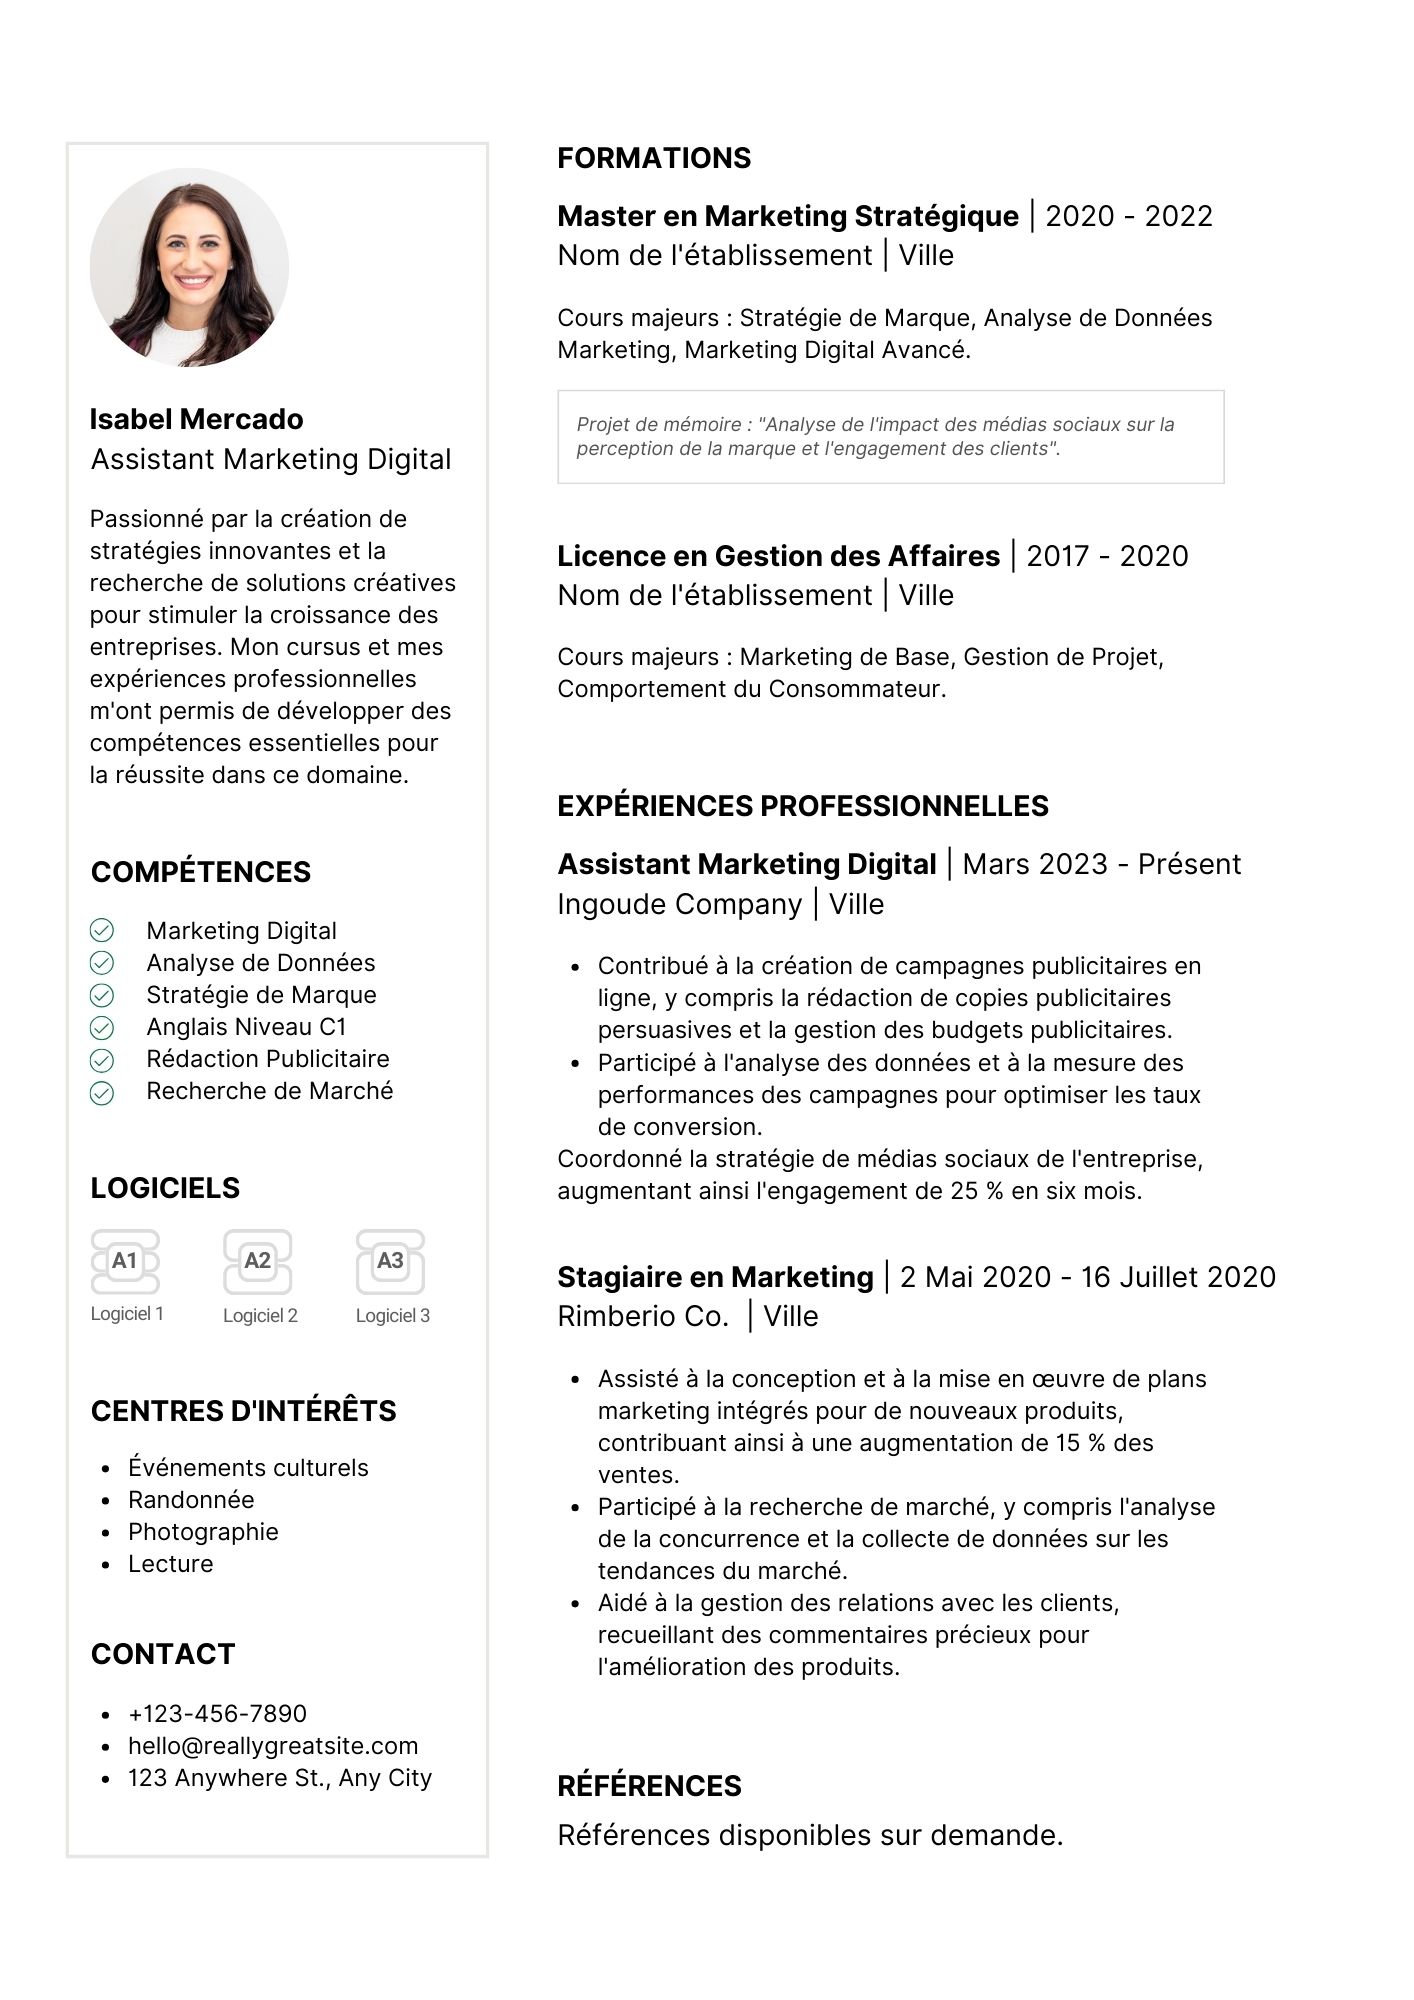 Isabel Mercado
Assistant Marketing Digital
Passionné par la création de
stratégies innovantes et la
recherche de solutions créatives
pour stimuler la croissance des
entreprises. Mon cursus et mes
expériences professionnelles
m'ont permis de développer des
compétences essentielles pour
la réussite dans ce domaine.
COMPÉTENCES
Marketing Digital
Analyse de Données
Stratégie de Marque
Anglais Niveau C1
Rédaction Publicitaire
Recherche de Marché
LOGICIELS
A1 A2 A3
Logiciel 1 Logiciel 2 Logiciel 3
CENTRES D'INTÉRÊTS
• Événements culturels
• Randonnée
• Photographie
• Lecture
CONTACT
• +123-456-7890
• hello@reallygreatsite.com
• 123 Anywhere St., Any City
FORMATIONS
Master en Marketing Stratégique | 2020 - 2022
Nom de l'établissement | Ville
Cours majeurs : Stratégie de Marque, Analyse de Données
Marketing, Marketing Digital Avancé.
Projet de mémoire : "Analyse de l'impact des médias sociaux sur la
perception de la marque et l'engagement des clients".
Licence en Gestion des Affaires | 2017 - 2020
Nom de l'établissement | Ville
Cours majeurs : Marketing de Base, Gestion de Projet,
Comportement du Consommateur.
EXPÉRIENCES PROFESSIONNELLES
Assistant Marketing Digital | Mars 2023 - Présent
Ingoude Company | Ville
• Contribué à la création de campagnes publicitaires en
ligne, y compris la rédaction de copies publicitaires
persuasives et la gestion des budgets publicitaires.
• Participé à l'analyse des données et à la mesure des
performances des campagnes pour optimiser les taux
de conversion.
Coordonné la stratégie de médias sociaux de l'entreprise,
augmentant ainsi l'engagement de 25 % en six mois.
Stagiaire en Marketing | 2 Mai 2020 - 16 Juillet 2020
Rimberio Co. | Ville
• Assisté à la conception et à la mise en œuvre de plans
marketing intégrés pour de nouveaux produits,
contribuant ainsi à une augmentation de 15 % des
ventes.
• Participé à la recherche de marché, y compris l'analyse
de la concurrence et la collecte de données sur les
tendances du marché.
• Aidé à la gestion des relations avec les clients,
recueillant des commentaires précieux pour
l'amélioration des produits.
RÉFÉRENCES
Références disponibles sur demande.